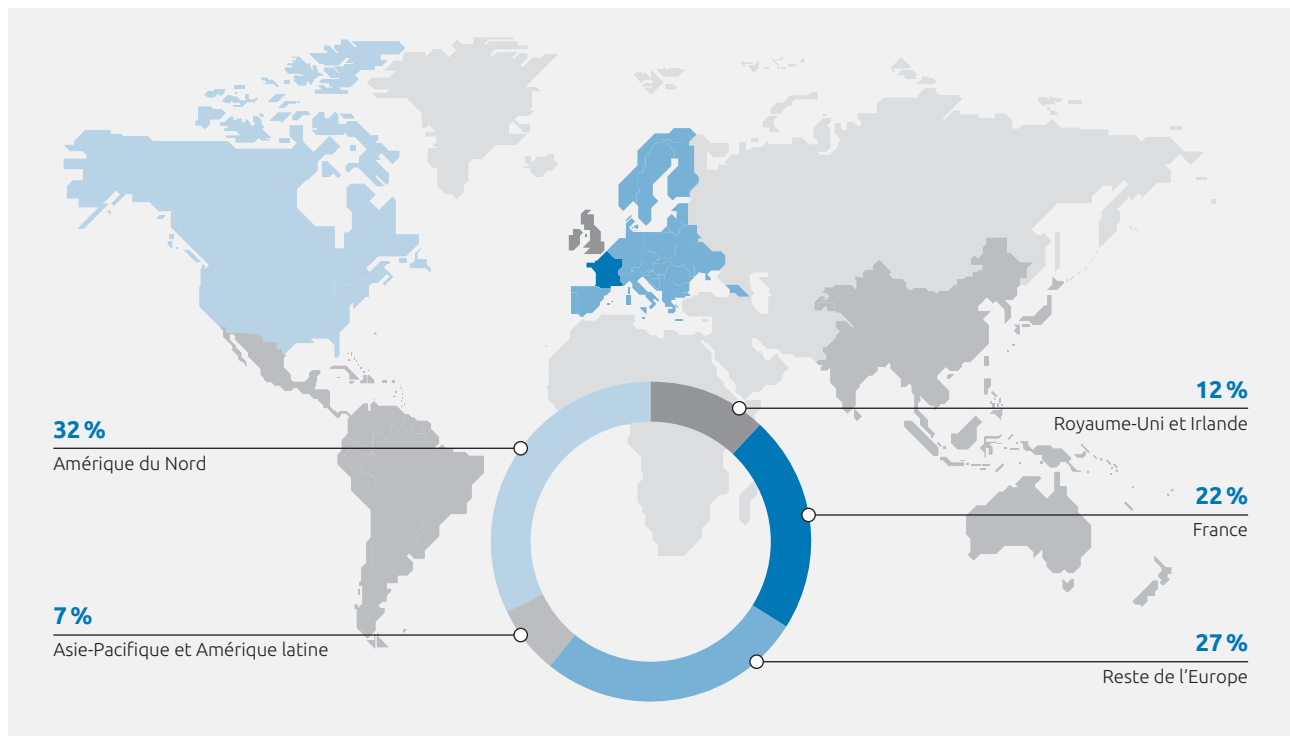 32 %
Amérique du Nord
7 %
Asie-Pacifique et Amérique latine
12 %
Royaume-Uni et Irlande
22 %
France
27 %
Reste de l’Europe